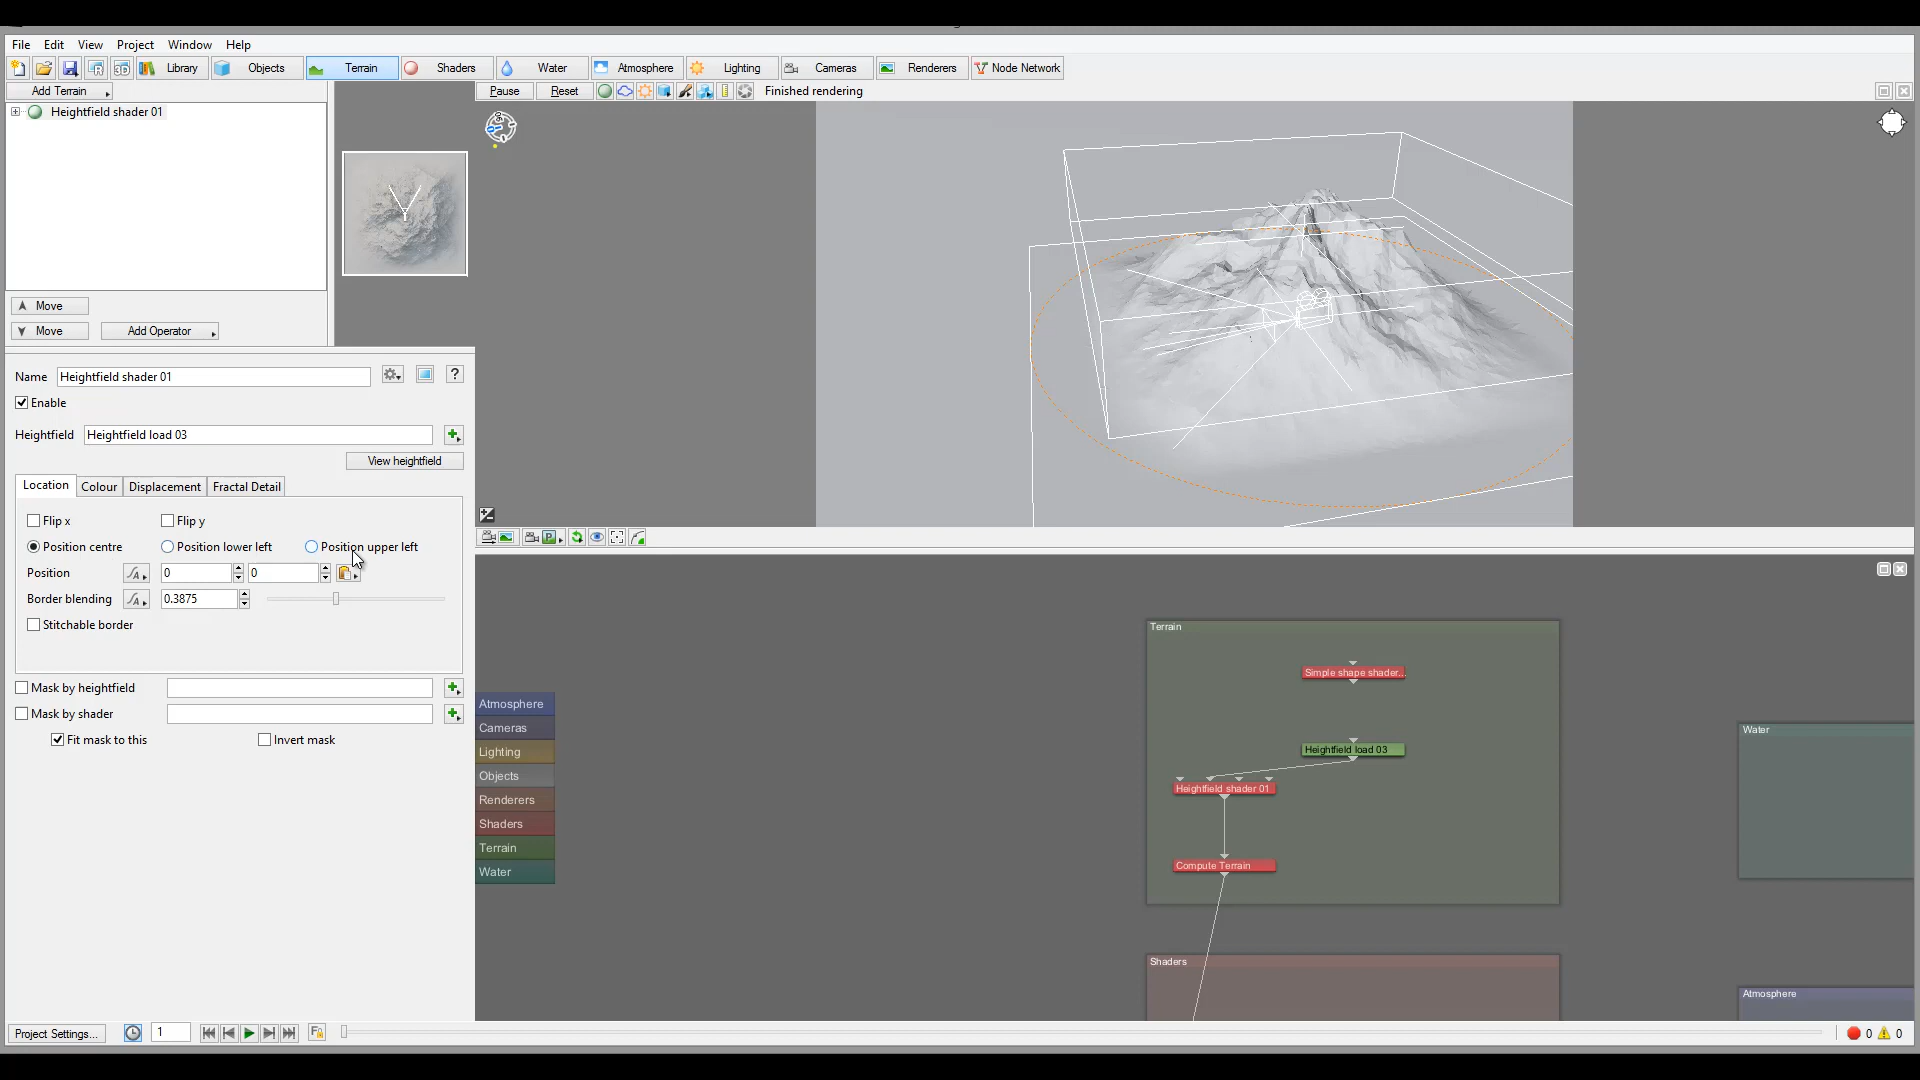 File Edit View Project Window Help
Library Objects Terrain Shaders Water Atmosphere Lighting Cameras Renderers Node Network
Add Terrain
Pause Reset Finished rendering
Heightfield shader 01
Move
Move Add Operator
Name Heightfield shader 01
Enable
Heightfield Heightfield load 03
View heightfield
Location Colour Displacement Fractal Detail
Flip x Flip y
Position centre Position lower left Position upper left
Position 0 0
Border blending 0.3875
Stitchable border
Mask by heightfield
Mask by shader
Fit mask to this Invert mask
Atmosphere
Cameras
Lighting
Objects
Renderers
Shaders
Terrain
Water
Terrain
Simple shape shader...
Heightfield load 03
Heightfield shader 01
Compute Terrain
Shaders
Water
Atmosphere
Project Settings... 1 0 0